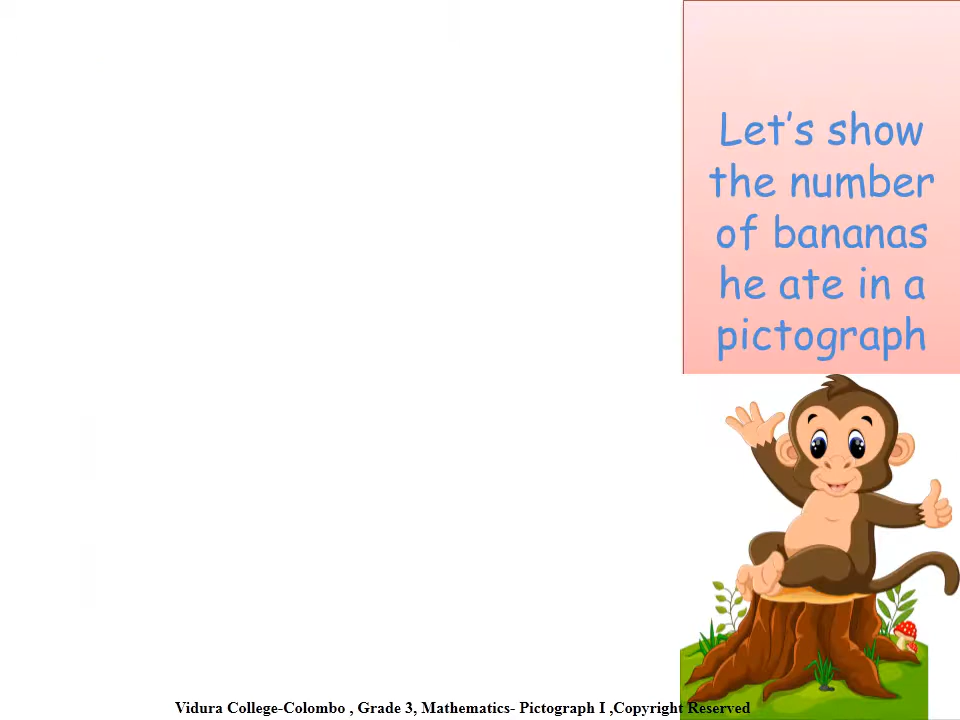 Let's show
the number
of bananas
he ate in a
pictograph
Vidura College-Colombo , Grade 3, Mathematics- Pictograph I ,Copyright Reserved